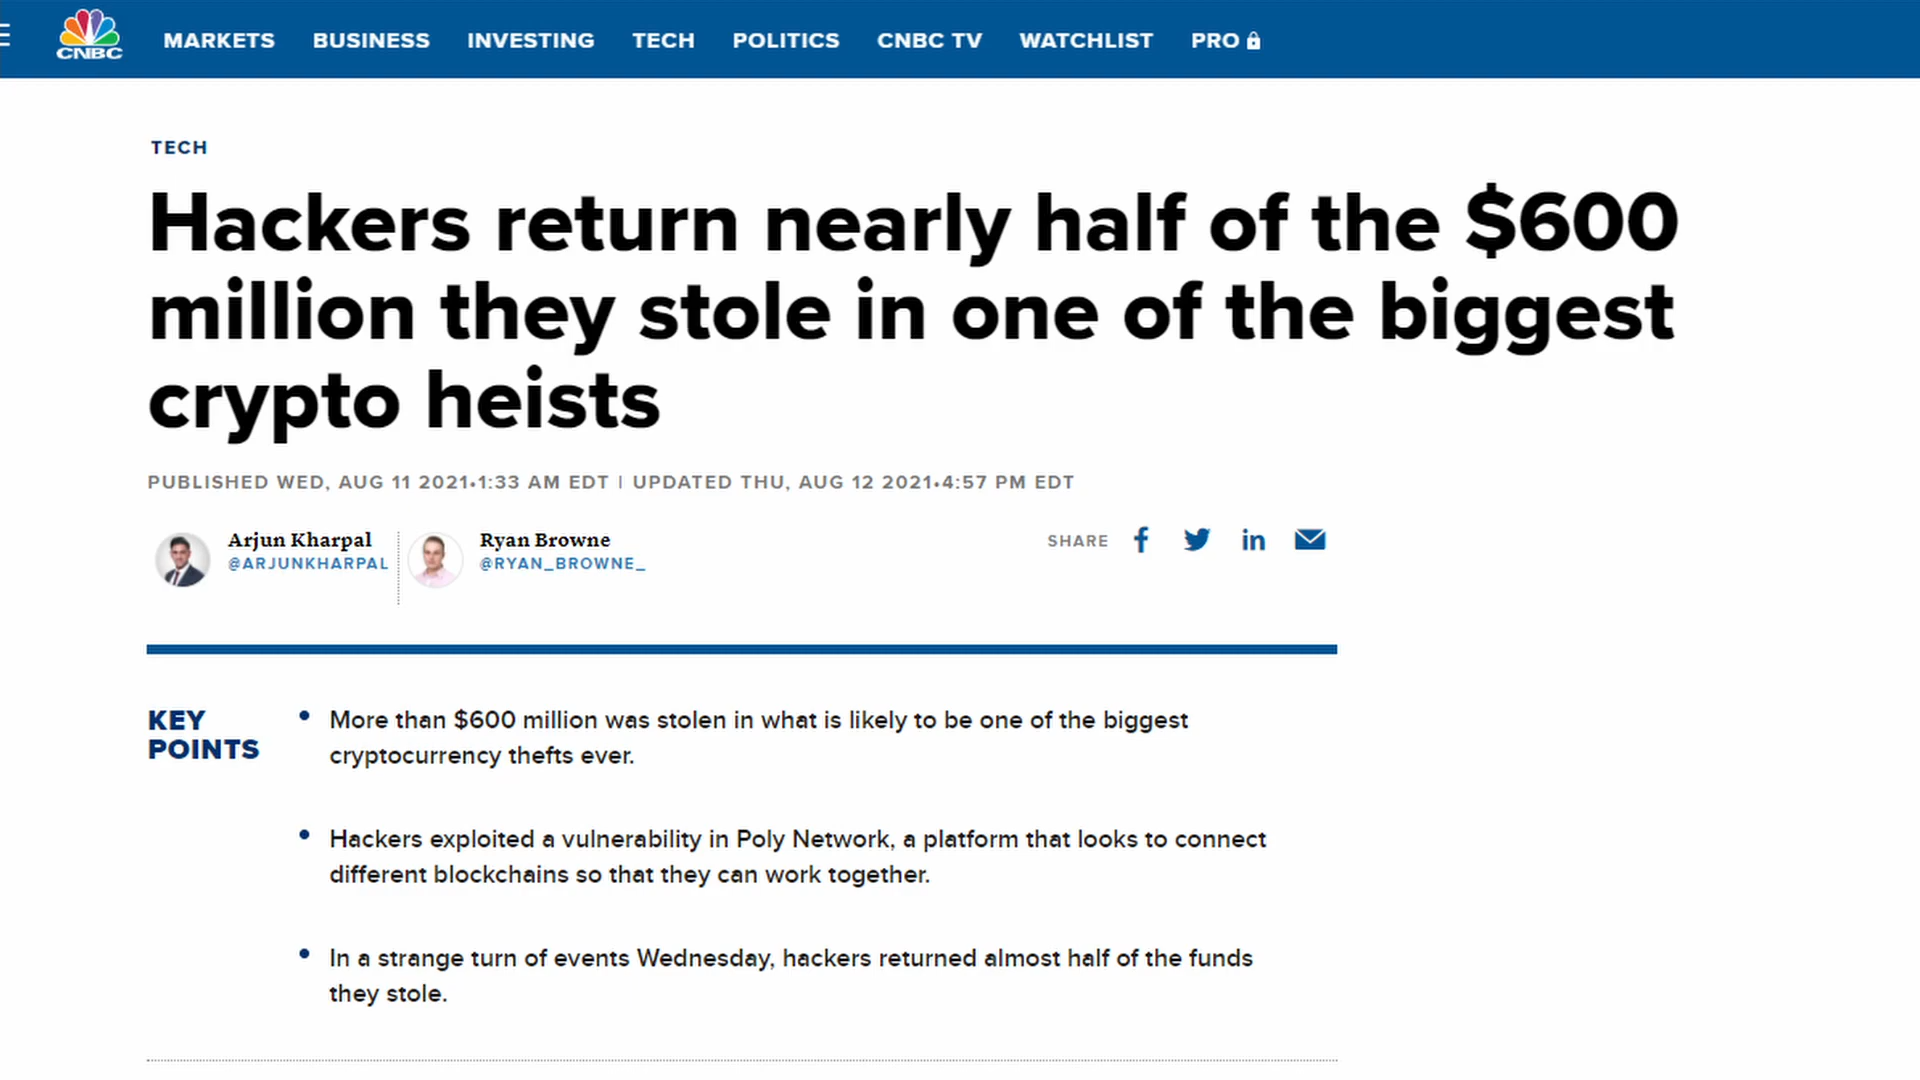 CNBC
MARKETS BUSINESS INVESTING TECH POLITICS CNBC TV WATCHLIST PRO
TECH
Hackers return nearly half of the $600
million they stole in one of the biggest
crypto heists
PUBLISHED WED, AUG 11 2021•1:33 AM EDT | UPDATED THU, AUG 12 2021•4:57 PM EDT
Arjun Kharpal
@ARJUNKHARPAL
Ryan Browne
@RYAN_BROWNE_
SHARE
KEY
POINTS
• More than $600 million was stolen in what is likely to be one of the biggest
cryptocurrency thefts ever.
• Hackers exploited a vulnerability in Poly Network, a platform that looks to connect
different blockchains so that they can work together.
• In a strange turn of events Wednesday, hackers returned almost half of the funds
they stole.